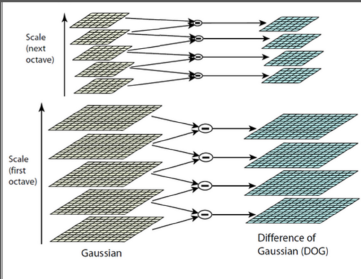 Scale
(next
octave)
Scale
(first
octave)
Gaussian
Difference of
Gaussian (DOG)